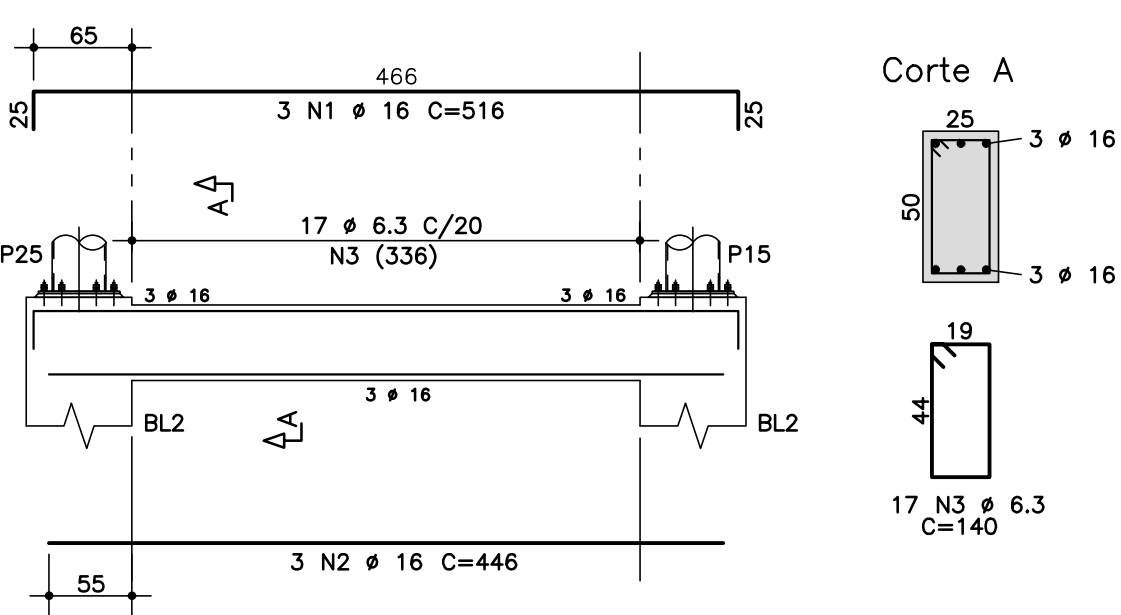 65
466
25
3 N1 ø 16 C=516
25
Corte A
25
3 ø 16
50
3 ø 16
A
17 ø 6.3 C/20
N3 (336)
P25
P15
3 ø 16
3 ø 16
3 ø 16
A
BL2
BL2
19
44
17 N3 ø 6.3
C=140
3 N2 ø 16 C=446
55